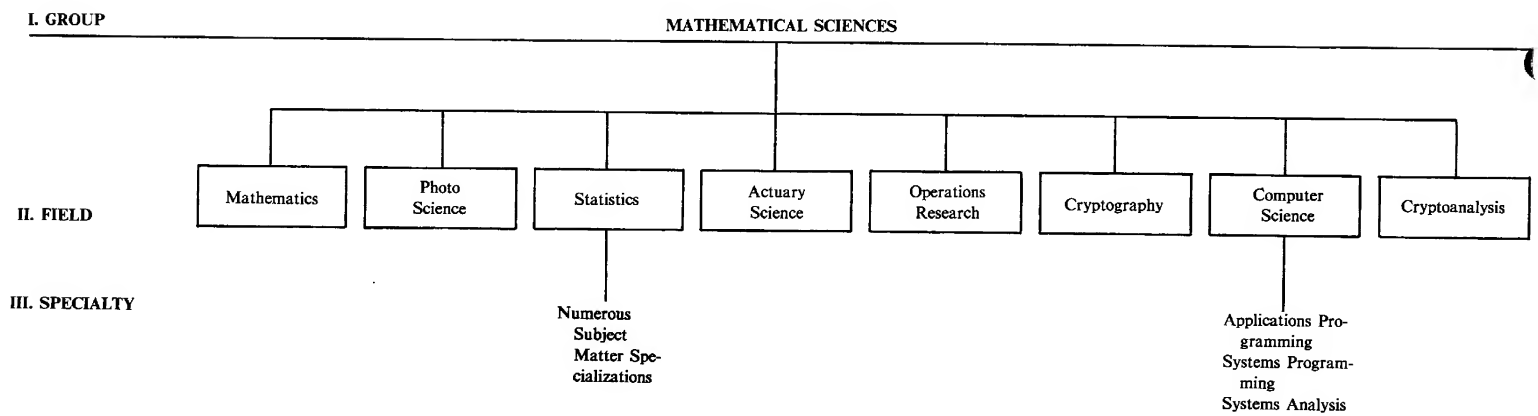 I. GROUP
MATHEMATICAL SCIENCES
II. FIELD
Mathematics
Photo
Science
Statistics
Actuary
Science
Operations
Research
Cryptography
Computer
Science
Cryptoanalysis
III. SPECIALTY
Numerous
Subject
Matter Spe-
cializations
Applications Pro-
gramming
Systems Program-
ming
Systems Analysis